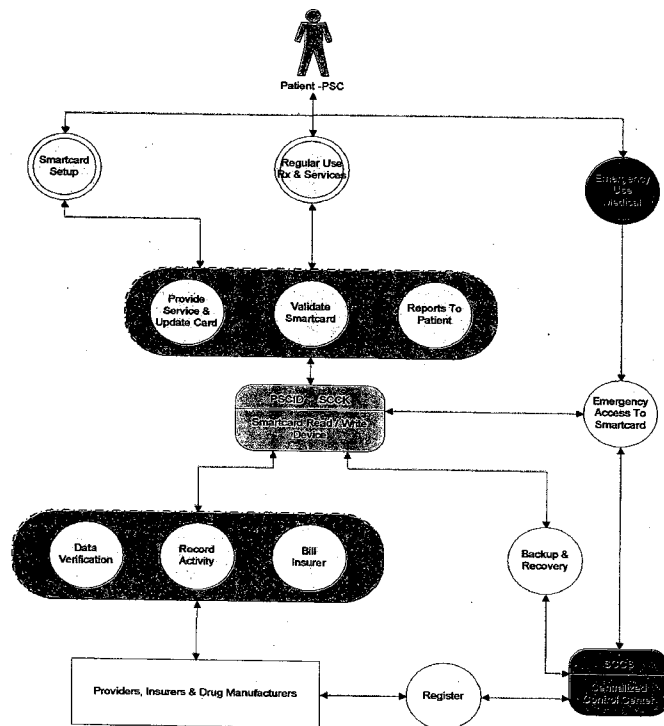 Patient -PSC
Smartcard
Setup
Regular Use
Rx & Services
Emergency
Use
Medical
Provide
Service &
Update Card
Validate
Smartcard
Reports To
Patient
PSCID - SCCK
Smartcard Read / Write
Device
Emergency
Access To
Smartcard
Data
Verification
Record
Activity
Bill
Insurer
Backup &
Recovery
Providers, Insurers & Drug Manufacturers
Register
SCCS
Centralized
Control Center